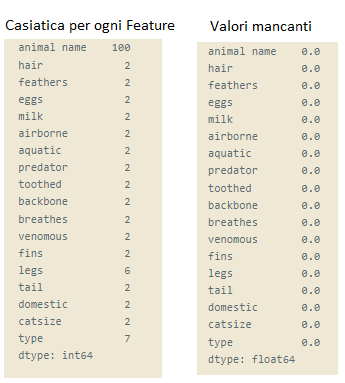 Casiatica per ogni Feature
animal name 100
hair 2
feathers 2
eggs 2
milk 2
airborne 2
aquatic 2
predator 2
toothed 2
backbone 2
breathes 2
venomous 2
fins 2
legs 6
tail 2
domestic 2
catsize 2
type 7
dtype: int64
Valori mancanti
animal name 0.0
hair 0.0
feathers 0.0
eggs 0.0
milk 0.0
airborne 0.0
aquatic 0.0
predator 0.0
toothed 0.0
backbone 0.0
breathes 0.0
venomous 0.0
fins 0.0
legs 0.0
tail 0.0
domestic 0.0
catsize 0.0
type 0.0
dtype: float64